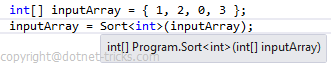 int[] inputArray = { 1, 2, 0, 3 };
inputArray = Sort<int>(inputArray);
int[] Program.Sort<int>(int[] inputArray)
copyright@dotnet-tricks.com